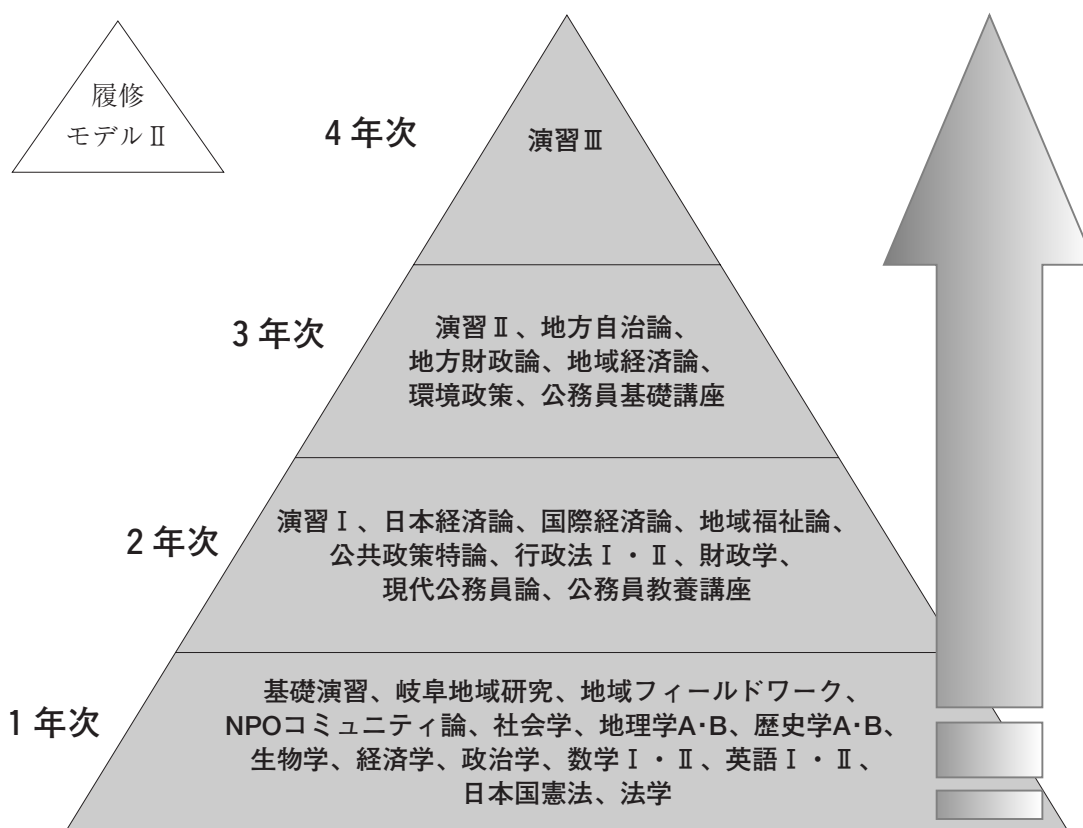 履修
モデルⅡ
4年次
演習Ⅲ
3年次
演習Ⅱ、地方自治論、
地方財政論、地域経済論、
環境政策、公務員基礎講座
2年次
演習Ⅰ、日本経済論、国際経済論、地域福祉論、
公共政策特論、行政法Ⅰ・Ⅱ、財政学、
現代公務員論、公務員教養講座
1年次
基礎演習、岐阜地域研究、地域フィールドワーク、
NPOコミュニティ論、社会学、地理学A・B、歴史学A・B、
生物学、経済学、政治学、数学Ⅰ・Ⅱ、英語Ⅰ・Ⅱ、
日本国憲法、法学